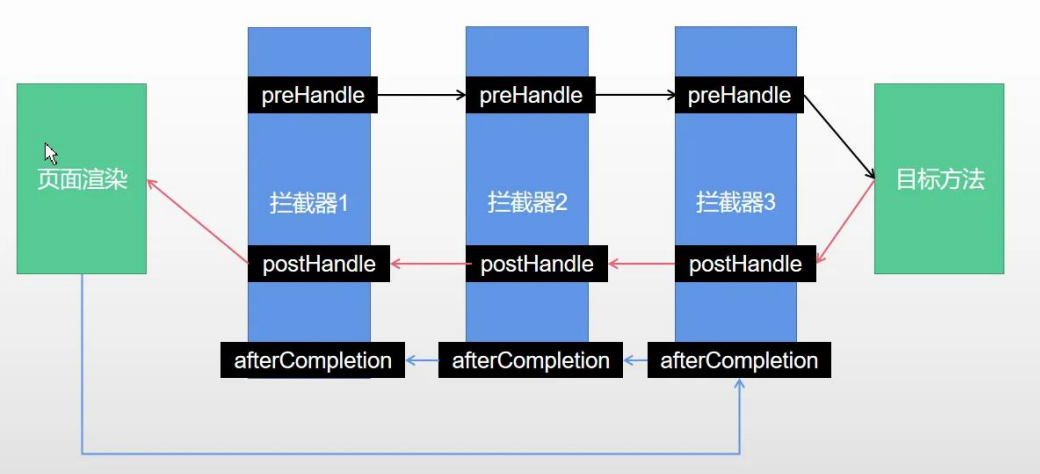 preHandle
preHandle
preHandle
页面渲染
拦截器1
拦截器2
拦截器3
目标方法
postHandle
postHandle
postHandle
afterCompletion
afterCompletion
afterCompletion